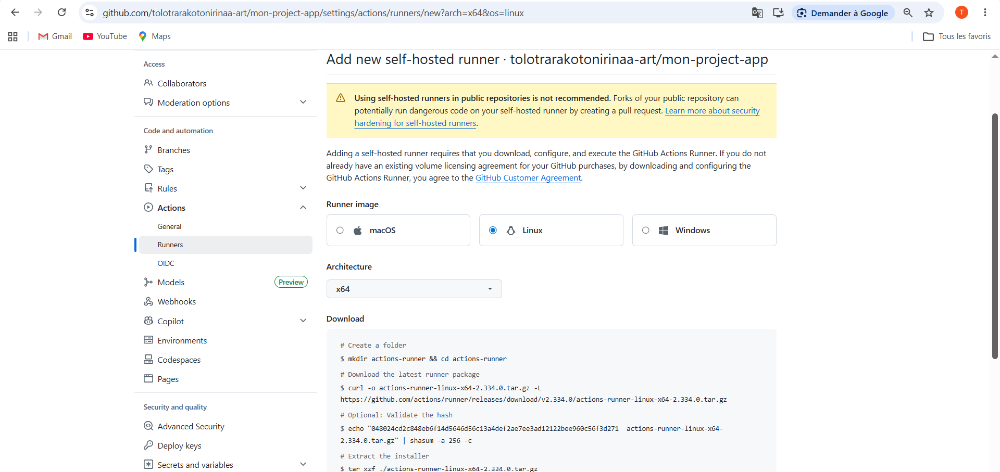 github.com/tolotrarakotonirinaa-art/mon-project-app/settings/actions/runners/new?arch=x64&os=linux
Demander à Google
T
Gmail
YouTube
Maps
Tous les favoris
Access
Collaborators
Moderation options
Code and automation
Branches
Tags
Rules
Actions
General
Runners
OIDC
Models
Preview
Webhooks
Copilot
Environments
Codespaces
Pages
Security and quality
Advanced Security
Deploy keys
Secrets and variables
Add new self-hosted runner · tolotrarakotonirinaa-art/mon-project-app
Using self-hosted runners in public repositories is not recommended. Forks of your public repository can
potentially run dangerous code on your self-hosted runner by creating a pull request. Learn more about security
hardening for self-hosted runners.
Adding a self-hosted runner requires that you download, configure, and execute the GitHub Actions Runner. If you do not
already have an existing volume licensing agreement for your GitHub purchases, by downloading and configuring the
GitHub Actions Runner, you agree to the GitHub Customer Agreement.
Runner image
macOS
Linux
Windows
Architecture
x64
Download
# Create a folder
$ mkdir actions-runner && cd actions-runner
# Download the latest runner package
$ curl -o actions-runner-linux-x64-2.334.0.tar.gz -L
https://github.com/actions/runner/releases/download/v2.334.0/actions-runner-linux-x64-2.334.0.tar.gz
# Optional: Validate the hash
$ echo "048024cd2c848eb6f14d5646d56c13a4def2ae7ee3ad12122bee960c56f3d271  actions-runner-linux-x64-
2.334.0.tar.gz" | shasum -a 256 -c
# Extract the installer
$ tar xzf ./actions-runner-linux-x64-2.334.0.tar.gz